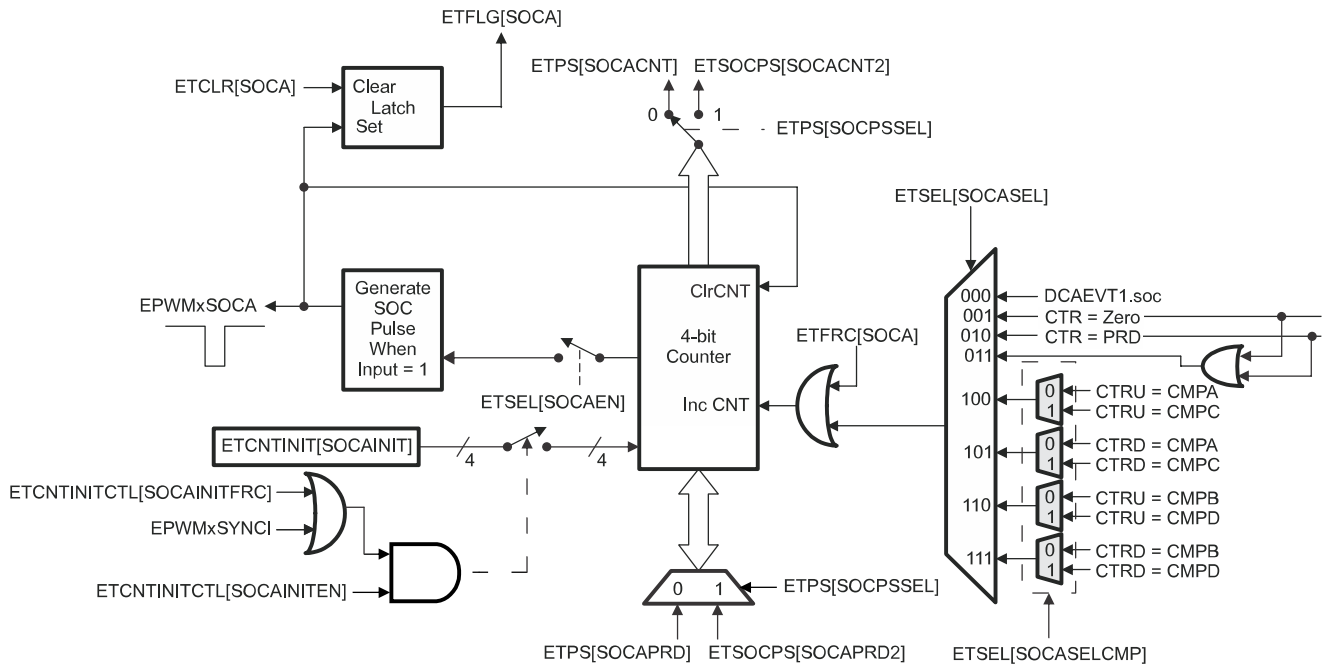 ETFLG[SOCA]
ETPS[SOCACNT]
ETSOCPS[SOCACNT2]
ETCLR[SOCA]
Clear
Latch
Set
0
1
ETPS[SOCPSSEL]
ETSEL[SOCASEL]
EPWMxSOCA
Generate
SOC
Pulse
When
Input = 1
ClrCNT
4-bit
Counter
Inc CNT
ETSEL[SOCAEN]
ETFRC[SOCA]
000
DCAEVT1.soc
001
CTR = Zero
010
CTR = PRD
011
100
0
CTRU = CMPA
1
CTRU = CMPC
101
0
CTRD = CMPA
1
CTRD = CMPC
110
0
CTRU = CMPB
1
CTRU = CMPD
111
0
CTRD = CMPB
1
CTRD = CMPD
ETCNTINIT[SOCAINIT]
4
4
ETCNTINITCTL[SOCAINITFRC]
EPWMxSYNCI
ETCNTINITCTL[SOCAINITEN]
0
1
ETPS[SOCPSSEL]
ETPS[SOCAPRD]
ETSOCPS[SOCAPRD2]
ETSEL[SOCASELCMP]